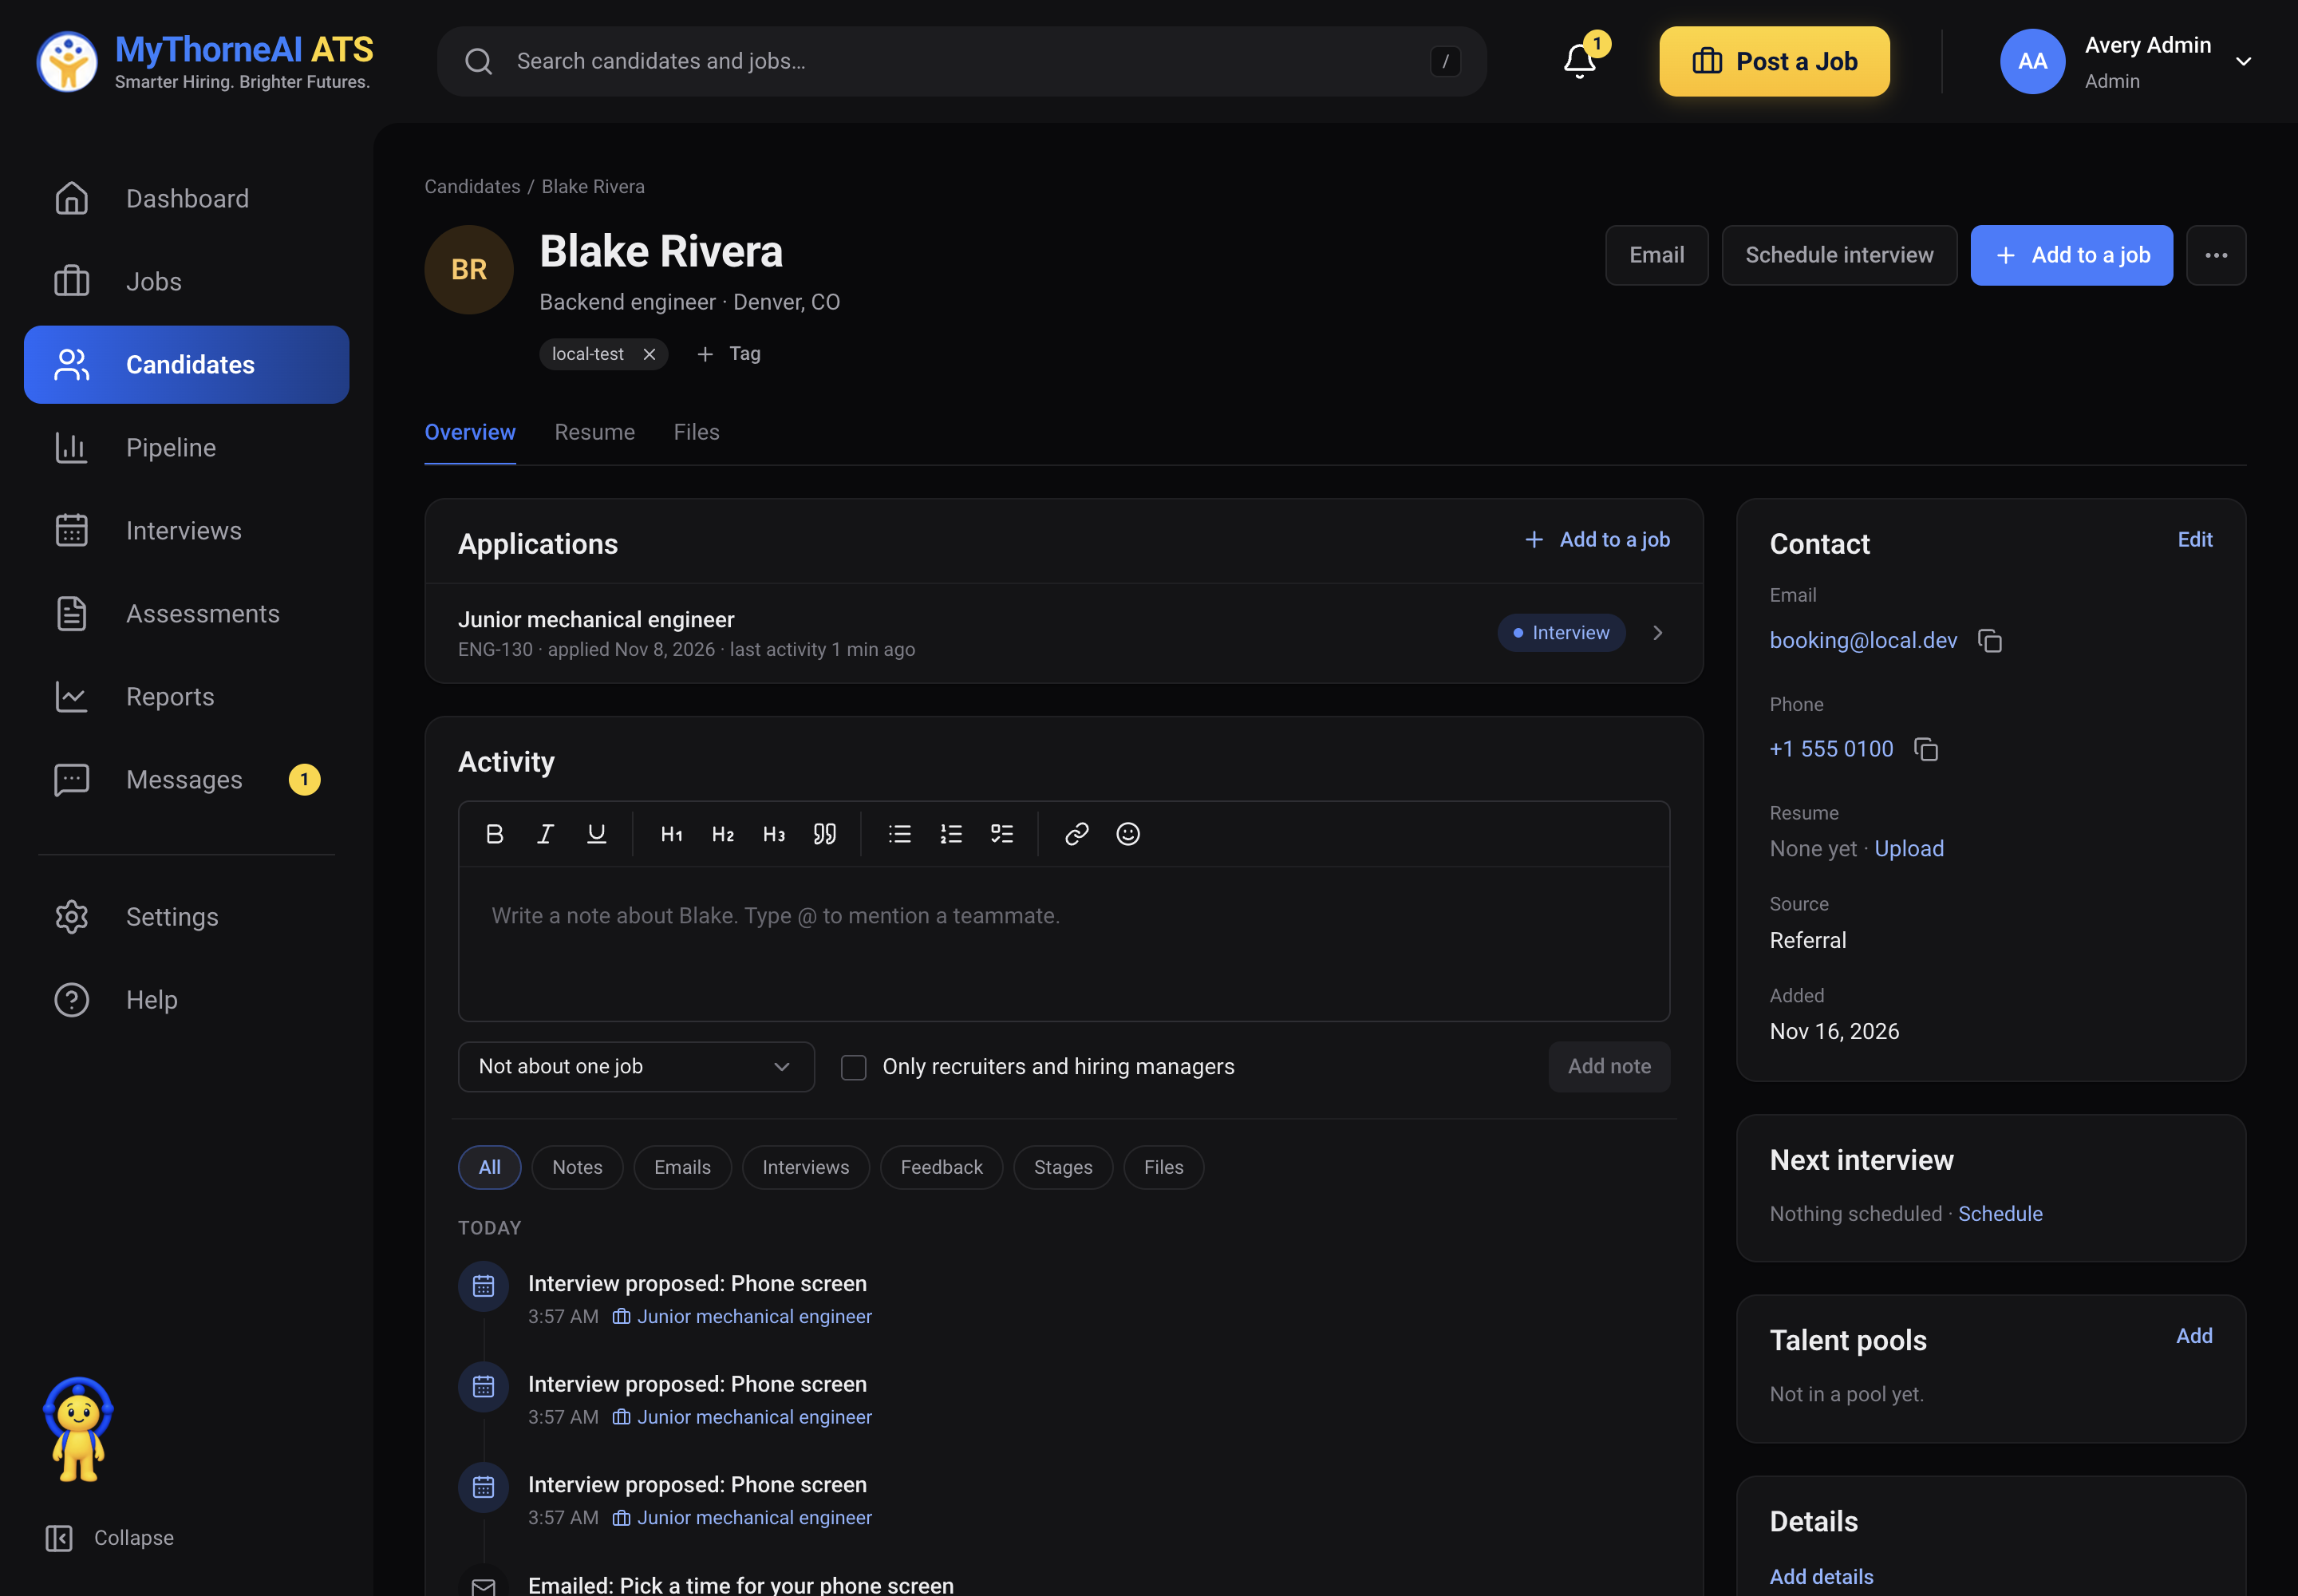 MyThorneAI ATS
Smarter Hiring. Brighter Futures.
Search candidates and jobs...
/
1
Post a Job
AA
Avery Admin
Admin
Dashboard
Jobs
Candidates
Pipeline
Interviews
Assessments
Reports
Messages
1
Settings
Help
Collapse
Candidates / Blake Rivera
BR
Blake Rivera
Backend engineer · Denver, CO
local-test
Tag
Email
Schedule interview
Add to a job
Overview
Resume
Files
Applications
Add to a job
Junior mechanical engineer
ENG-130 · applied Nov 8, 2026 · last activity 1 min ago
Interview
Activity
B I U H1 H2 H3
Write a note about Blake. Type @ to mention a teammate.
Not about one job
Only recruiters and hiring managers
Add note
All
Notes
Emails
Interviews
Feedback
Stages
Files
TODAY
Interview proposed: Phone screen
3:57 AM Junior mechanical engineer
Interview proposed: Phone screen
3:57 AM Junior mechanical engineer
Interview proposed: Phone screen
3:57 AM Junior mechanical engineer
Emailed: Pick a time for your phone screen
Contact
Edit
Email
booking@local.dev
Phone
+1 555 0100
Resume
None yet · Upload
Source
Referral
Added
Nov 16, 2026
Next interview
Nothing scheduled · Schedule
Talent pools
Add
Not in a pool yet.
Details
Add details